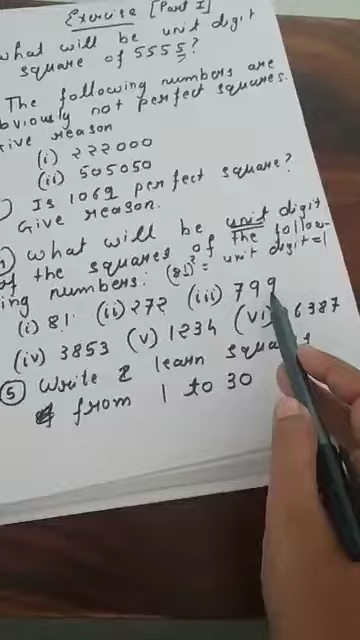 Exercise [Part I]
What will be unit digit
square of 5555?
The following numbers are
obviously not perfect squares.
Give reason
(i) 222000
(ii) 505050
Is 1069 perfect square?
Give reason.
What will be unit digit
of the squares of the follow-
ing numbers: (81)² = unit digit = 1
(i) 81 (ii) 272 (iii) 799
(iv) 3853 (v) 1234 (vi) 6387
⑤ Write & learn squares
from 1 to 30